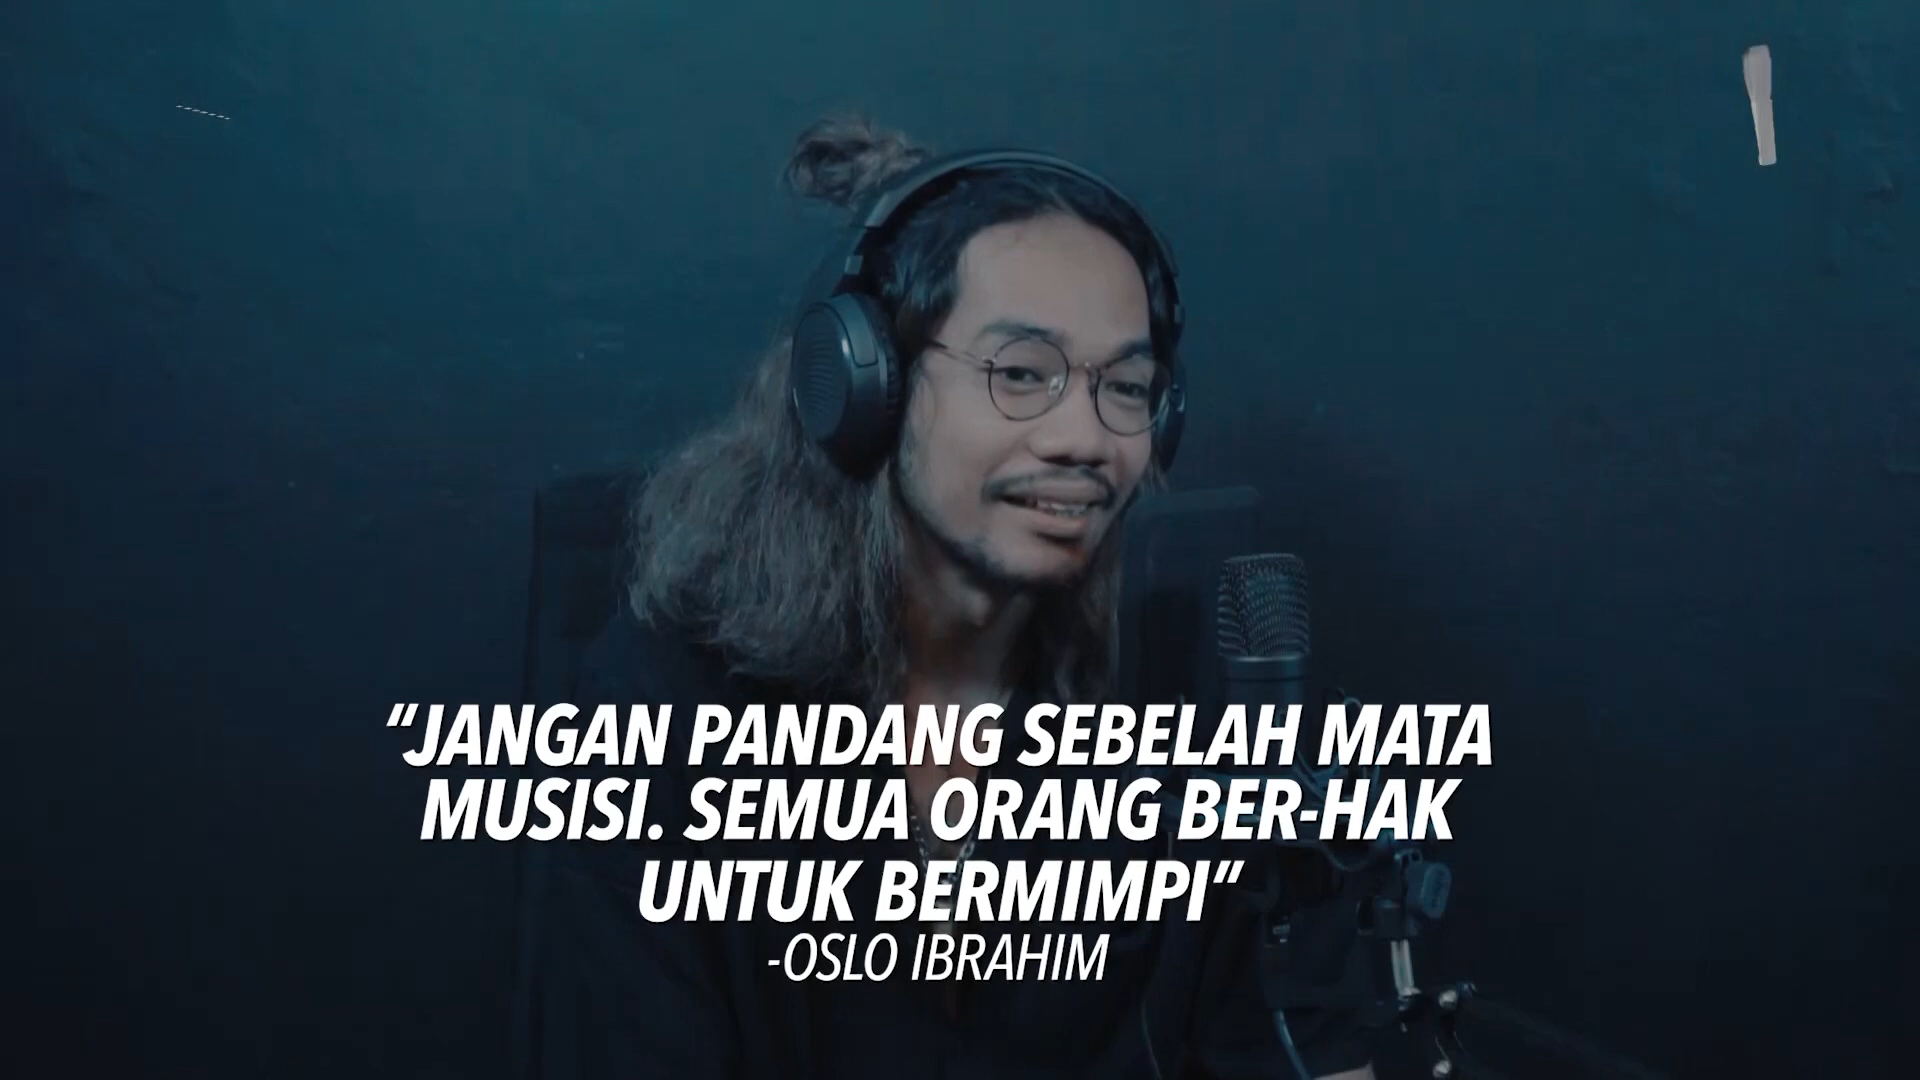 “JANGAN PANDANG SEBELAH MATA
MUSISI. SEMUA ORANG BER-HAK
UNTUK BERMIMPI”
-OSLO IBRAHIM